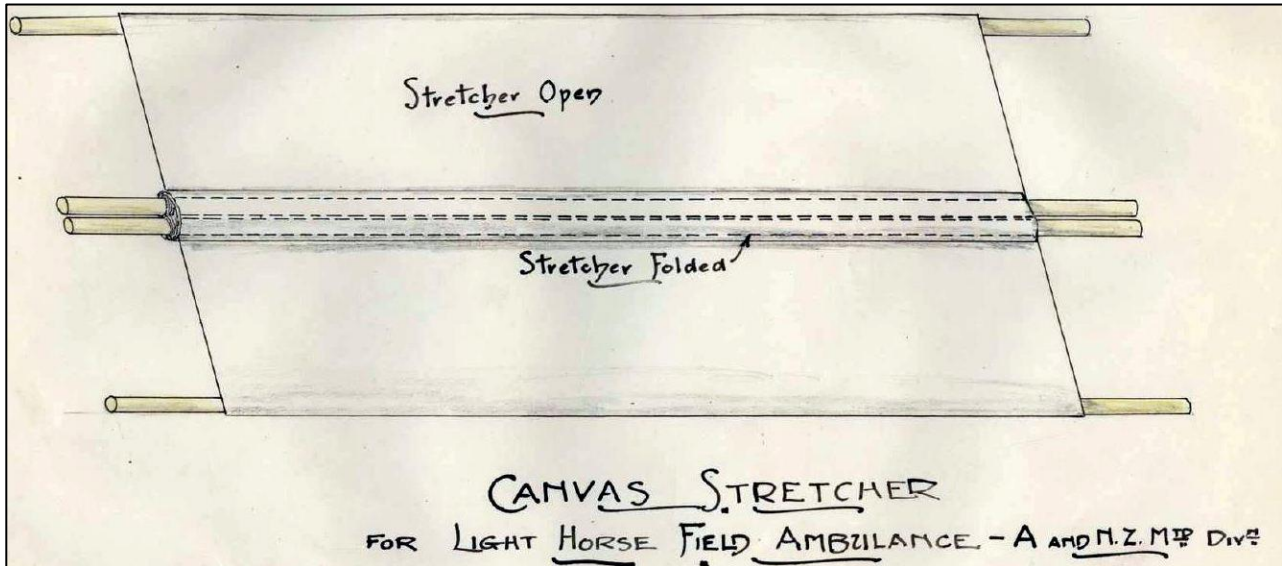 Stretcher Open
Stretcher Folded
CANVAS STRETCHER
FOR LIGHT HORSE FIELD AMBULANCE - A AND N.Z. MTD DIVN